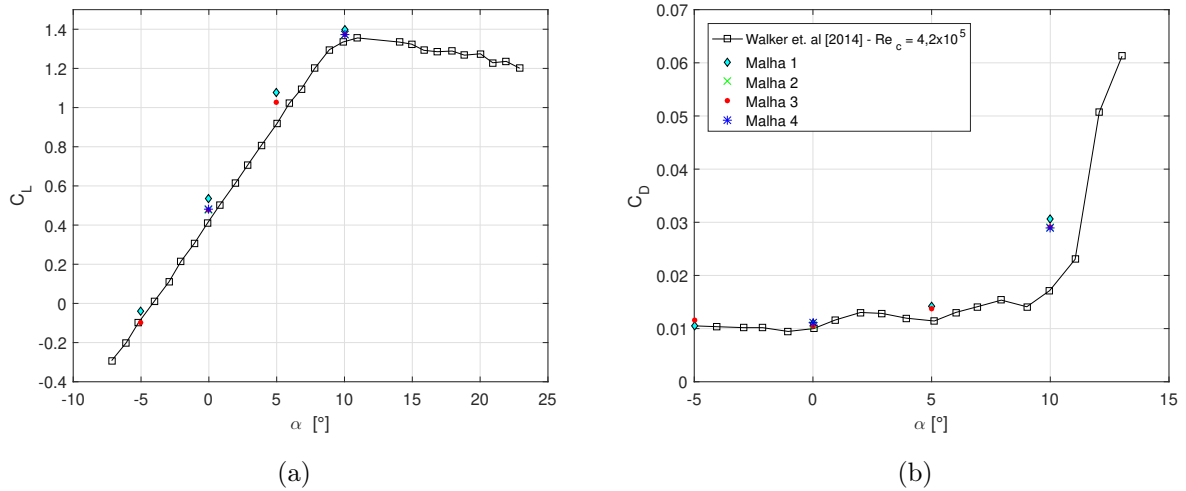 1.4
1.2
1
0.8
0.6
0.4
0.2
0
-0.2
-0.4
C_L
-10 -5 0 5 10 15 20 25
α [°]
(a)
0.07
0.06
0.05
0.04
0.03
0.02
0.01
0
C_D
Walker et. al [2014] - Re_c = 4,2x10^5
Malha 1
Malha 2
Malha 3
Malha 4
-5 0 5 10 15
α [°]
(b)